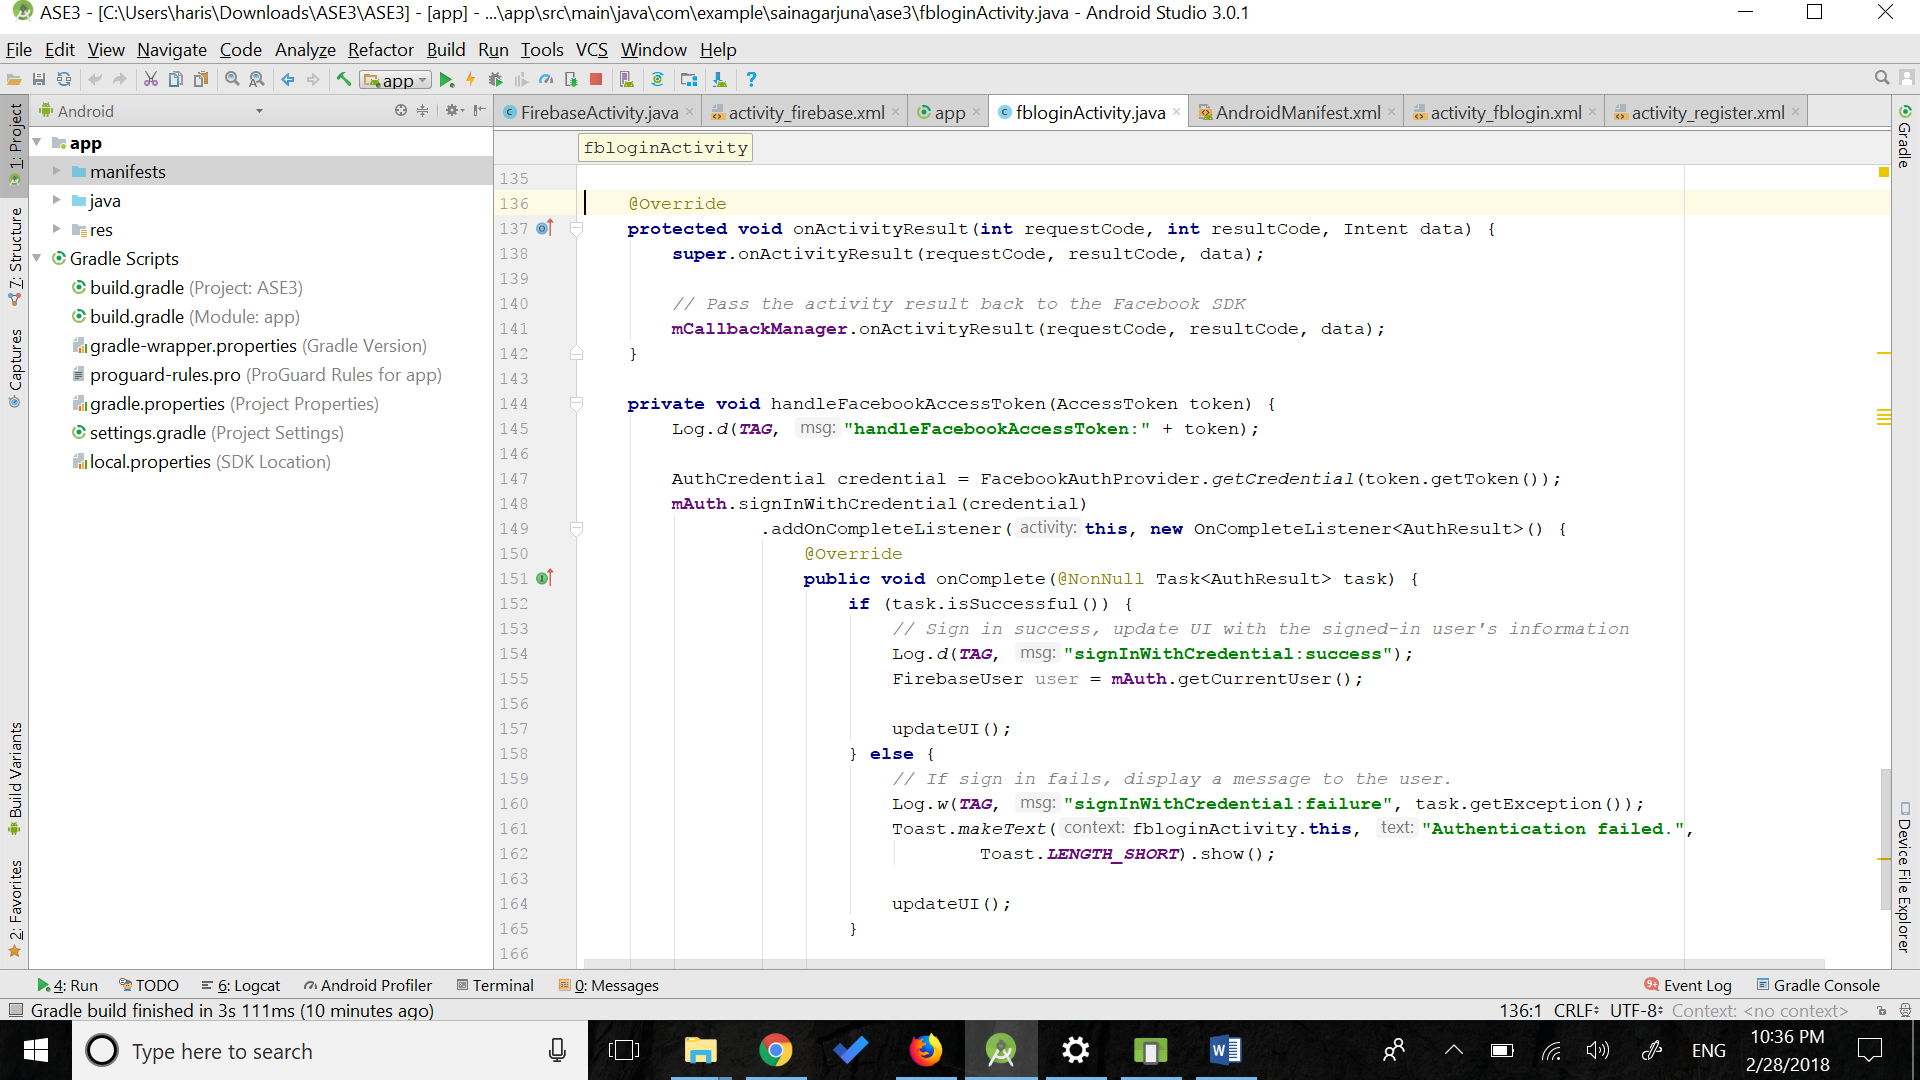 ASE3 - [C:\Users\haris\Downloads\ASE3\ASE3] - [app] - ...\app\src\main\java\com\example\sainagarjuna\ase3\fbloginActivity.java - Android Studio 3.0.1
File Edit View Navigate Code Analyze Refactor Build Run Tools VCS Window Help
app
Android
FirebaseActivity.java activity_firebase.xml app fbloginActivity.java AndroidManifest.xml activity_fblogin.xml activity_register.xml
fbloginActivity
1: Project
7: Structure
Captures
Build Variants
2: Favorites
app
manifests
java
res
Gradle Scripts
build.gradle (Project: ASE3)
build.gradle (Module: app)
gradle-wrapper.properties (Gradle Version)
proguard-rules.pro (ProGuard Rules for app)
gradle.properties (Project Properties)
settings.gradle (Project Settings)
local.properties (SDK Location)
135
136 @Override
137 protected void onActivityResult(int requestCode, int resultCode, Intent data) {
138 super.onActivityResult(requestCode, resultCode, data);
139
140 // Pass the activity result back to the Facebook SDK
141 mCallbackManager.onActivityResult(requestCode, resultCode, data);
142 }
143
144 private void handleFacebookAccessToken(AccessToken token) {
145 Log.d(TAG, msg: "handleFacebookAccessToken:" + token);
146
147 AuthCredential credential = FacebookAuthProvider.getCredential(token.getToken());
148 mAuth.signInWithCredential(credential)
149 .addOnCompleteListener( activity: this, new OnCompleteListener<AuthResult>() {
150 @Override
151 public void onComplete(@NonNull Task<AuthResult> task) {
152 if (task.isSuccessful()) {
153 // Sign in success, update UI with the signed-in user's information
154 Log.d(TAG, msg: "signInWithCredential:success");
155 FirebaseUser user = mAuth.getCurrentUser();
156
157 updateUI();
158 } else {
159 // If sign in fails, display a message to the user.
160 Log.w(TAG, msg: "signInWithCredential:failure", task.getException());
161 Toast.makeText( context: fbloginActivity.this, text: "Authentication failed.",
162 Toast.LENGTH_SHORT).show();
163
164 updateUI();
165 }
166
Gradle
Device File Explorer
4: Run TODO 6: Logcat Android Profiler Terminal 0: Messages 9+ Event Log Gradle Console
Gradle build finished in 3s 111ms (10 minutes ago) 136:1 CRLF UTF-8 Context: <no context>
Type here to search ENG 10:36 PM
2/28/2018